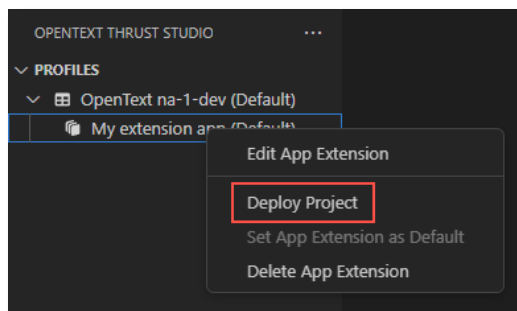 OPENTEXT THRUST STUDIO
PROFILES
OpenText na-1-dev (Default)
My extension app (Default)
Edit App Extension
Deploy Project
Set App Extension as Default
Delete App Extension